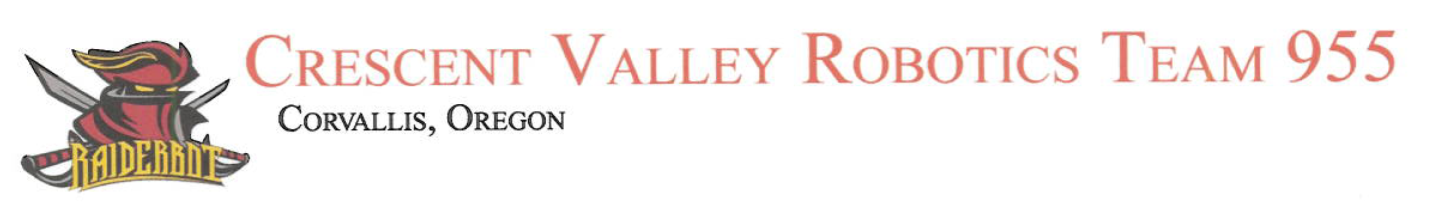 Crescent Valley Robotics Team 955
Corvallis, Oregon
RAIDERBOT